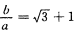 b/a = √3 + 1